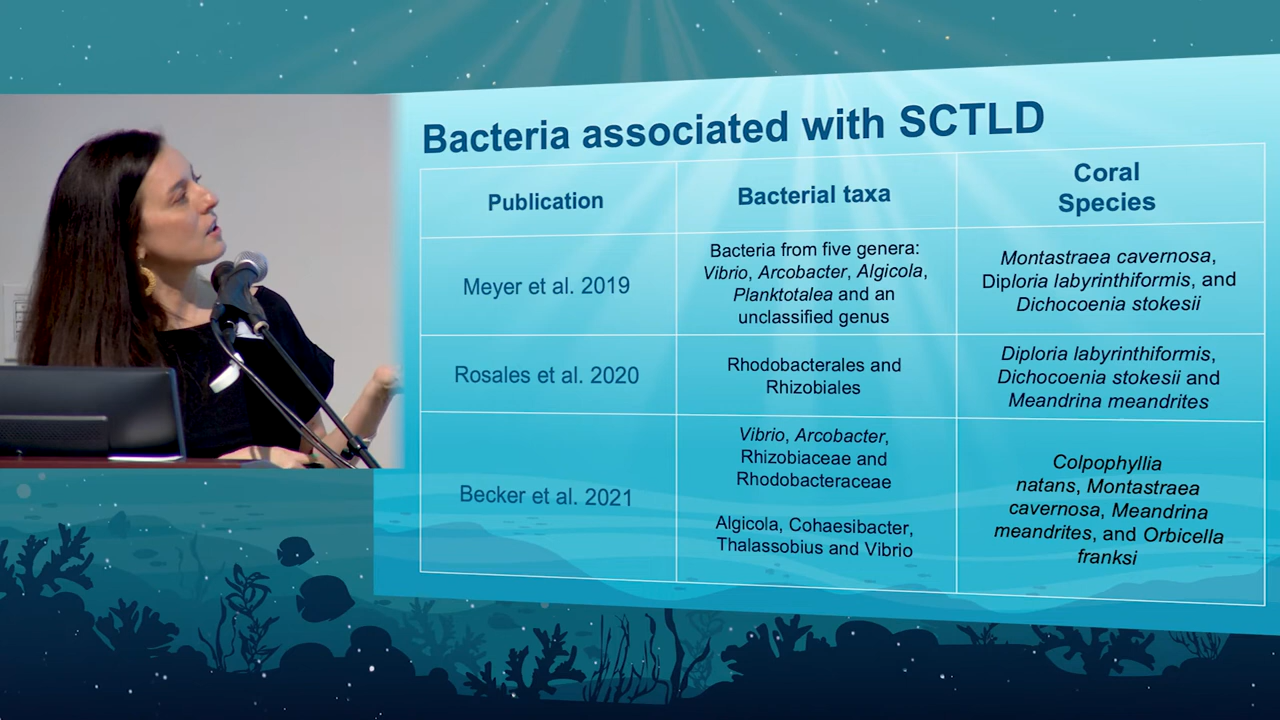 Bacteria associated with SCTLD
Publication
Bacterial taxa
Coral
Species
Meyer et al. 2019
Bacteria from five genera:
Vibrio, Arcobacter, Algicola,
Planktotalea and an
unclassified genus
Montastraea cavernosa,
Diploria labyrinthiformis, and
Dichocoenia stokesii
Rosales et al. 2020
Rhodobacterales and
Rhizobiales
Diploria labyrinthiformis,
Dichocoenia stokesii and
Meandrina meandrites
Becker et al. 2021
Vibrio, Arcobacter,
Rhizobiaceae and
Rhodobacteraceae
Algicola, Cohaesibacter,
Thalassobius and Vibrio
Colpophyllia
natans, Montastraea
cavernosa, Meandrina
meandrites, and Orbicella
franksi